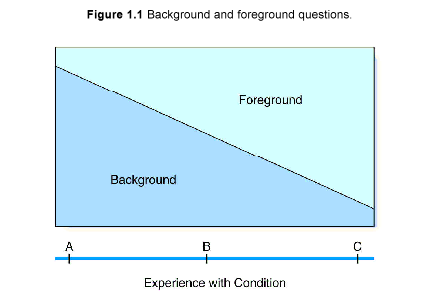 Figure 1.1 Background and foreground questions.
Foreground
Background
A B C
Experience with Condition